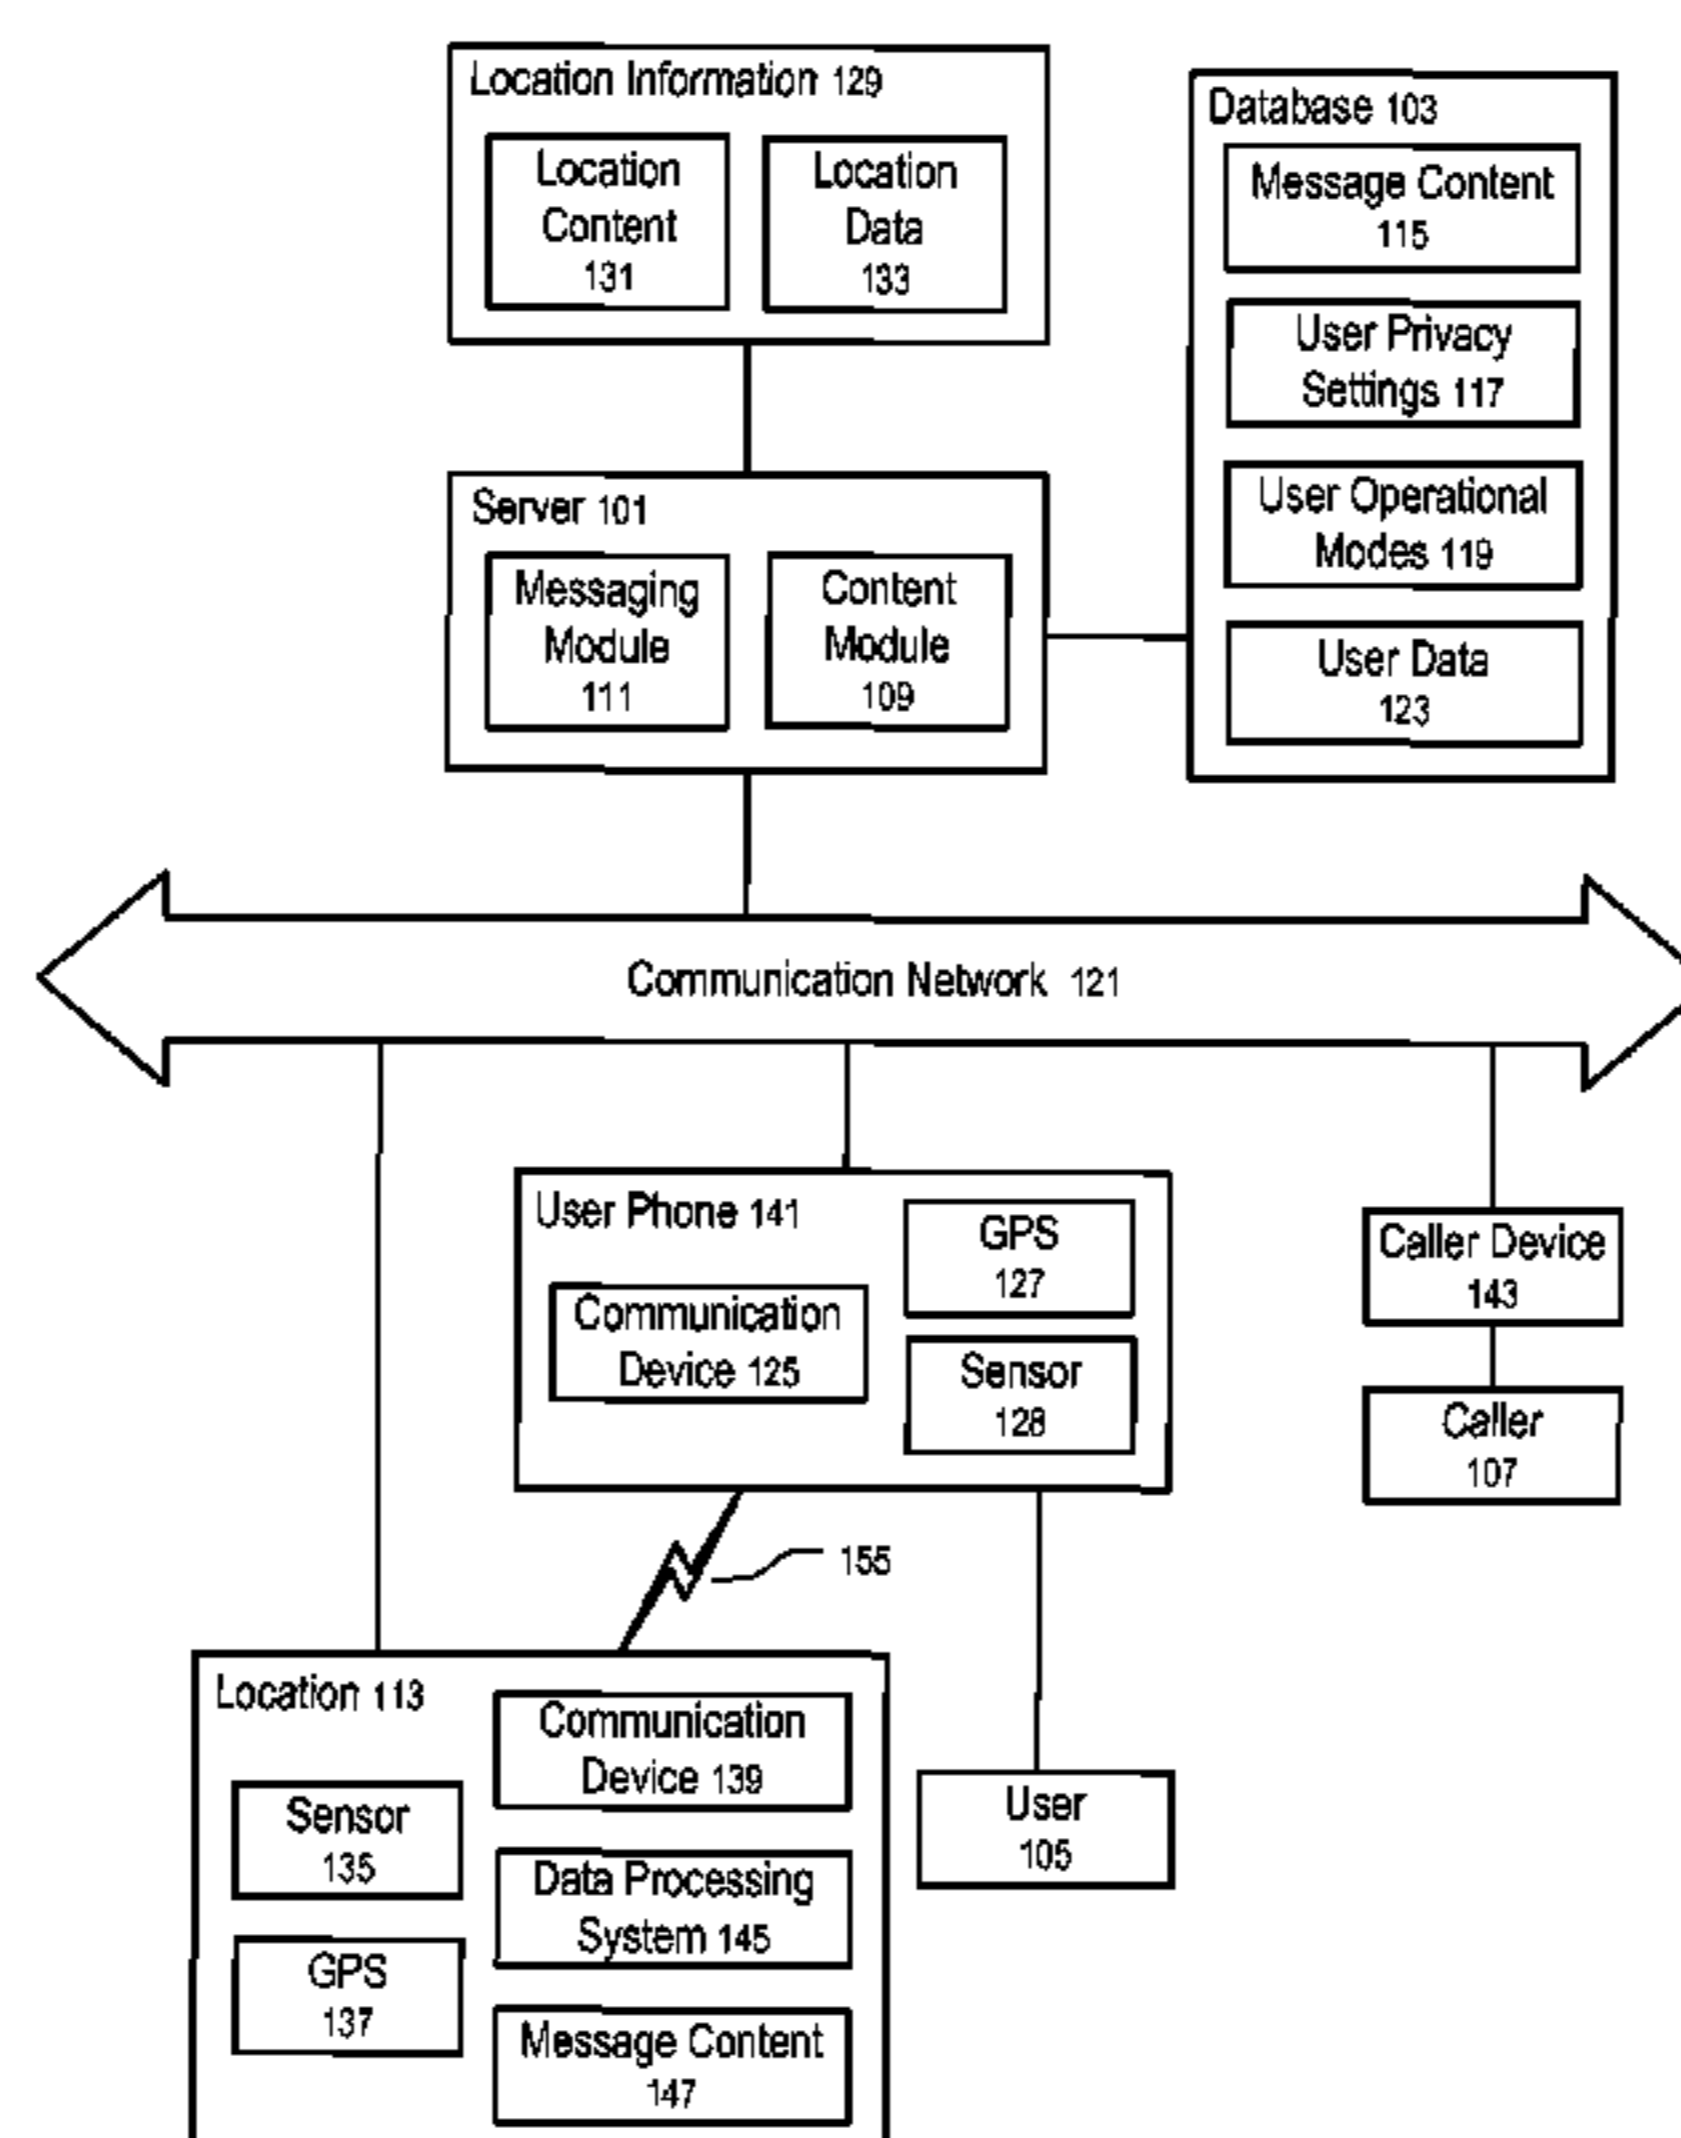 Location Information 129
Location
Content
131
Location
Data
133
Database 103
Message Content
115
User Privacy
Settings 117
User Operational
Modes 119
User Data
123
Server 101
Messaging
Module
111
Content
Module
109
Communication Network 121
User Phone 141
Communication
Device 125
GPS
127
Sensor
128
Caller Device
143
Caller
107
155
Location 113
Sensor
135
GPS
137
Communication
Device 139
Data Processing
System 145
Message Content
147
User
105